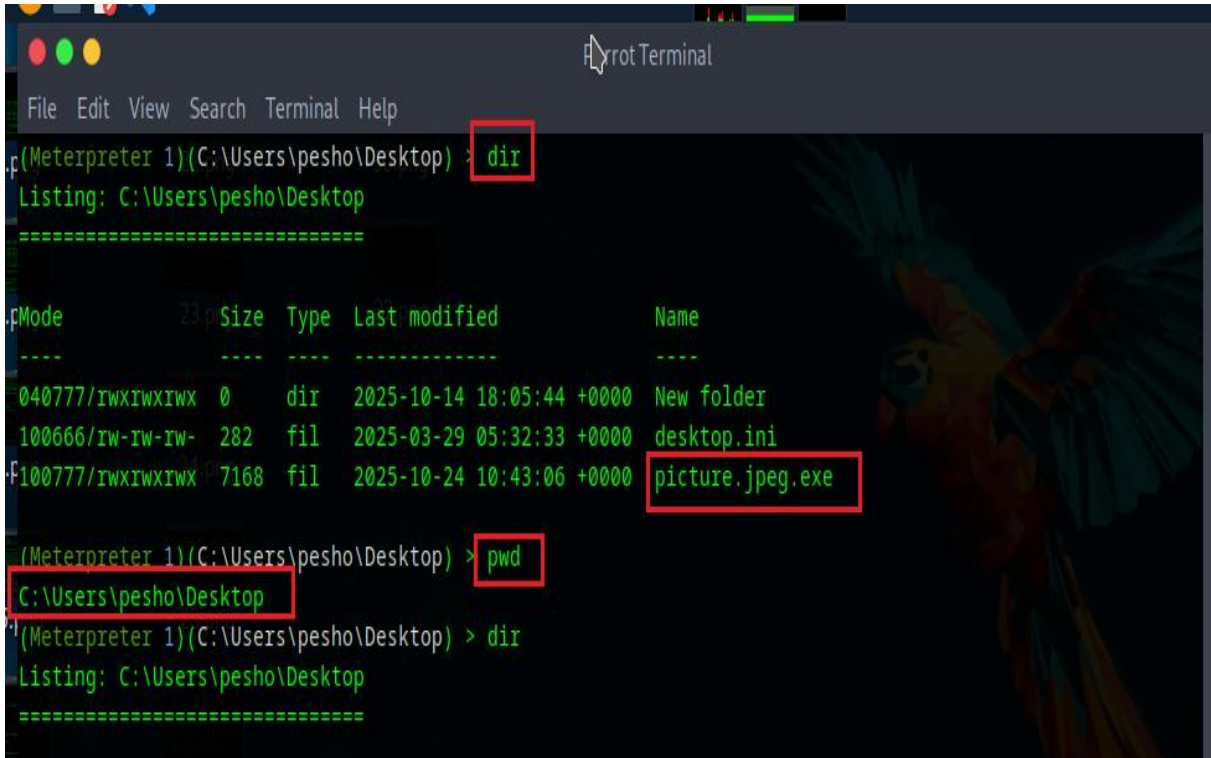 Parrot Terminal
File Edit View Search Terminal Help
(Meterpreter 1)(C:\Users\pesho\Desktop) > dir
Listing: C:\Users\pesho\Desktop
===============================
Mode Size Type Last modified Name
---- ---- ---- ------------- ----
040777/rwxrwxrwx 0 dir 2025-10-14 18:05:44 +0000 New folder
100666/rw-rw-rw- 282 fil 2025-03-29 05:32:33 +0000 desktop.ini
100777/rwxrwxrwx 7168 fil 2025-10-24 10:43:06 +0000 picture.jpeg.exe
(Meterpreter 1)(C:\Users\pesho\Desktop) > pwd
C:\Users\pesho\Desktop
(Meterpreter 1)(C:\Users\pesho\Desktop) > dir
Listing: C:\Users\pesho\Desktop
===============================